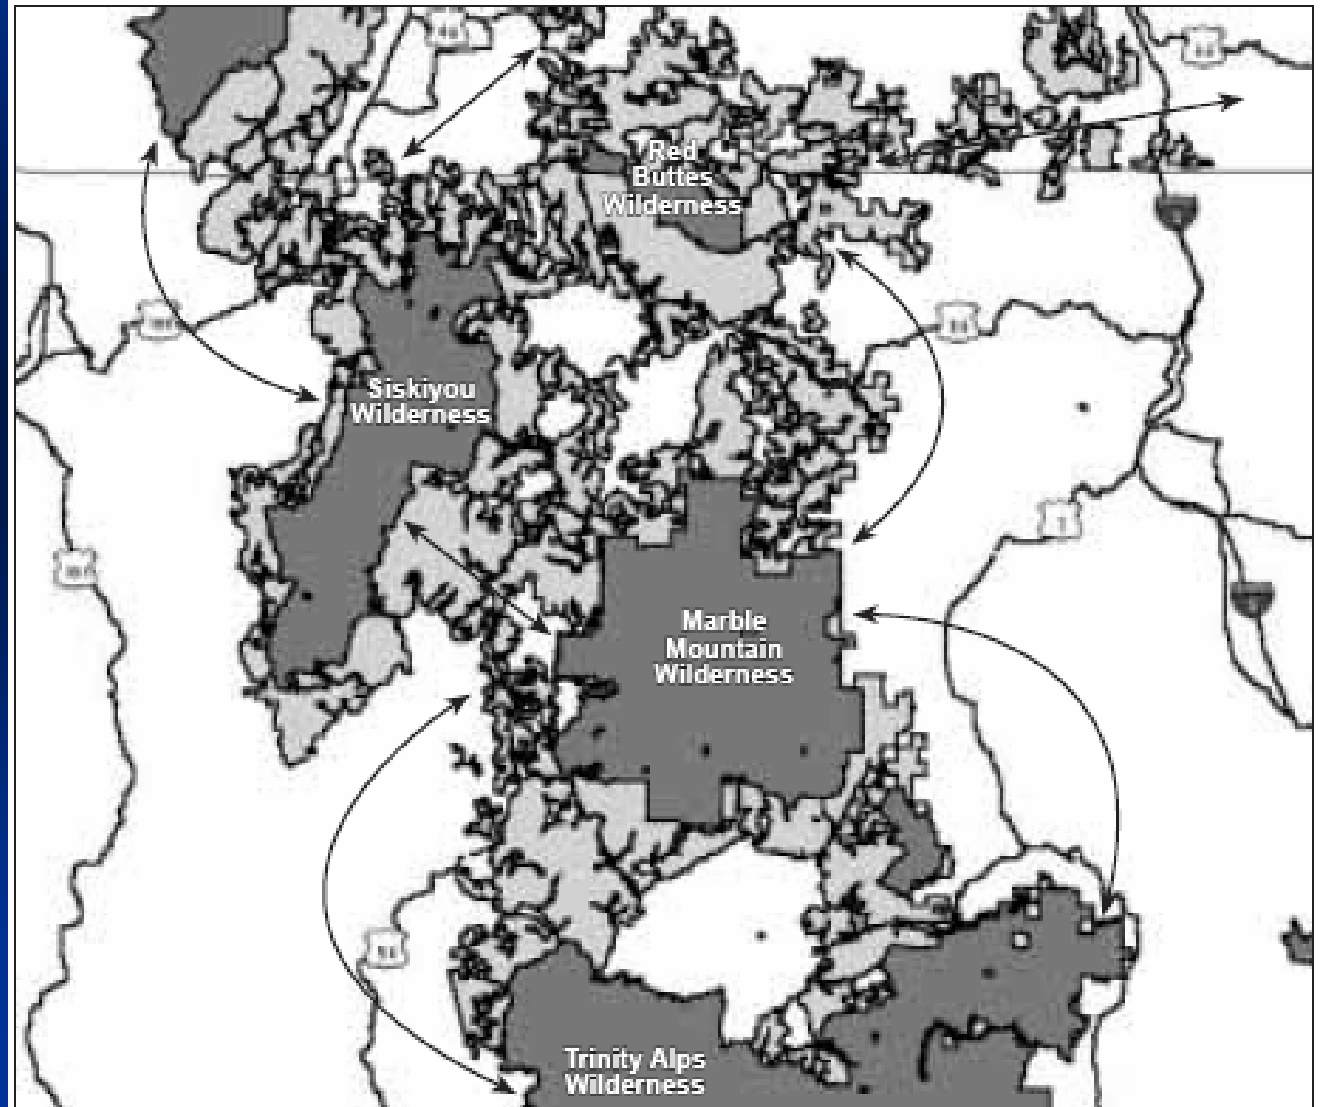 Red
Buttes
Wilderness
Siskiyou
Wilderness
Marble
Mountain
Wilderness
Trinity Alps
Wilderness